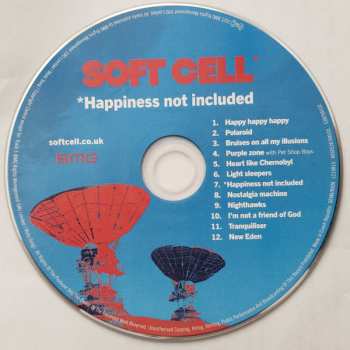 SOFT CELL
*Happiness not included
softcell.co.uk
BMG
1. Happy happy happy
2. Polaroid
3. Bruises on all my illusions
4. Purple zone with Pet Shop Boys
5. Heart like Chernobyl
6. Light sleepers
7. *Happiness not included
8. Nostalgia machine
9. Nighthawks
10. I'm not a friend of God
11. Tranquiliser
12. New Eden